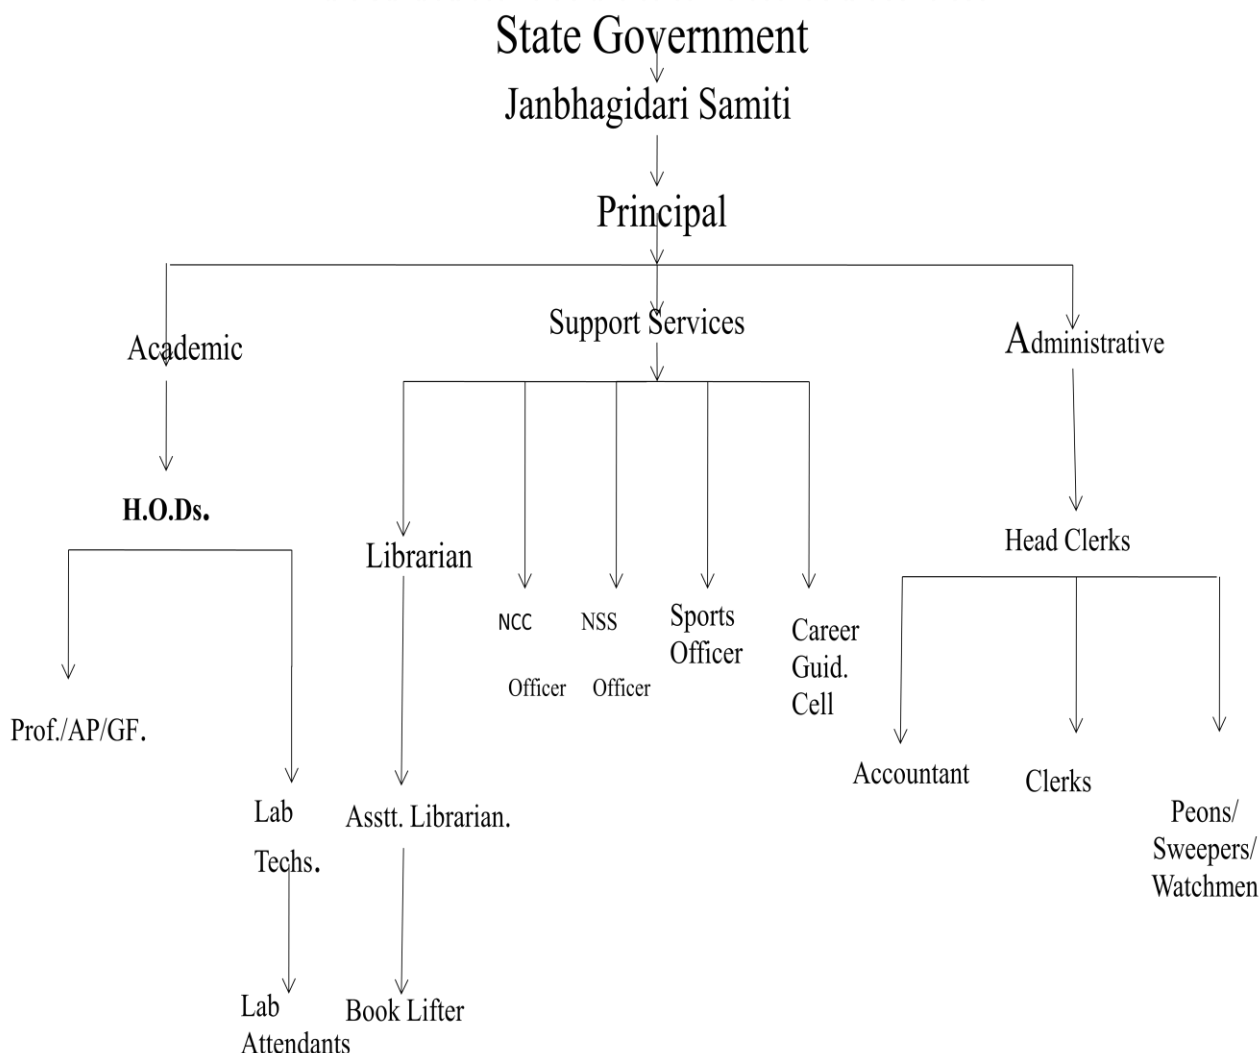 State Government
Janbhagidari Samiti
Principal
Academic
Support Services
Administrative
H.O.Ds.
Librarian
Head Clerks
NCC
Officer
NSS
Officer
Sports
Officer
Career
Guid.
Cell
Prof./AP/GF.
Accountant
Clerks
Peons/
Sweepers/
Watchmen
Lab
Techs.
Asstt. Librarian.
Lab
Attendants
Book Lifter